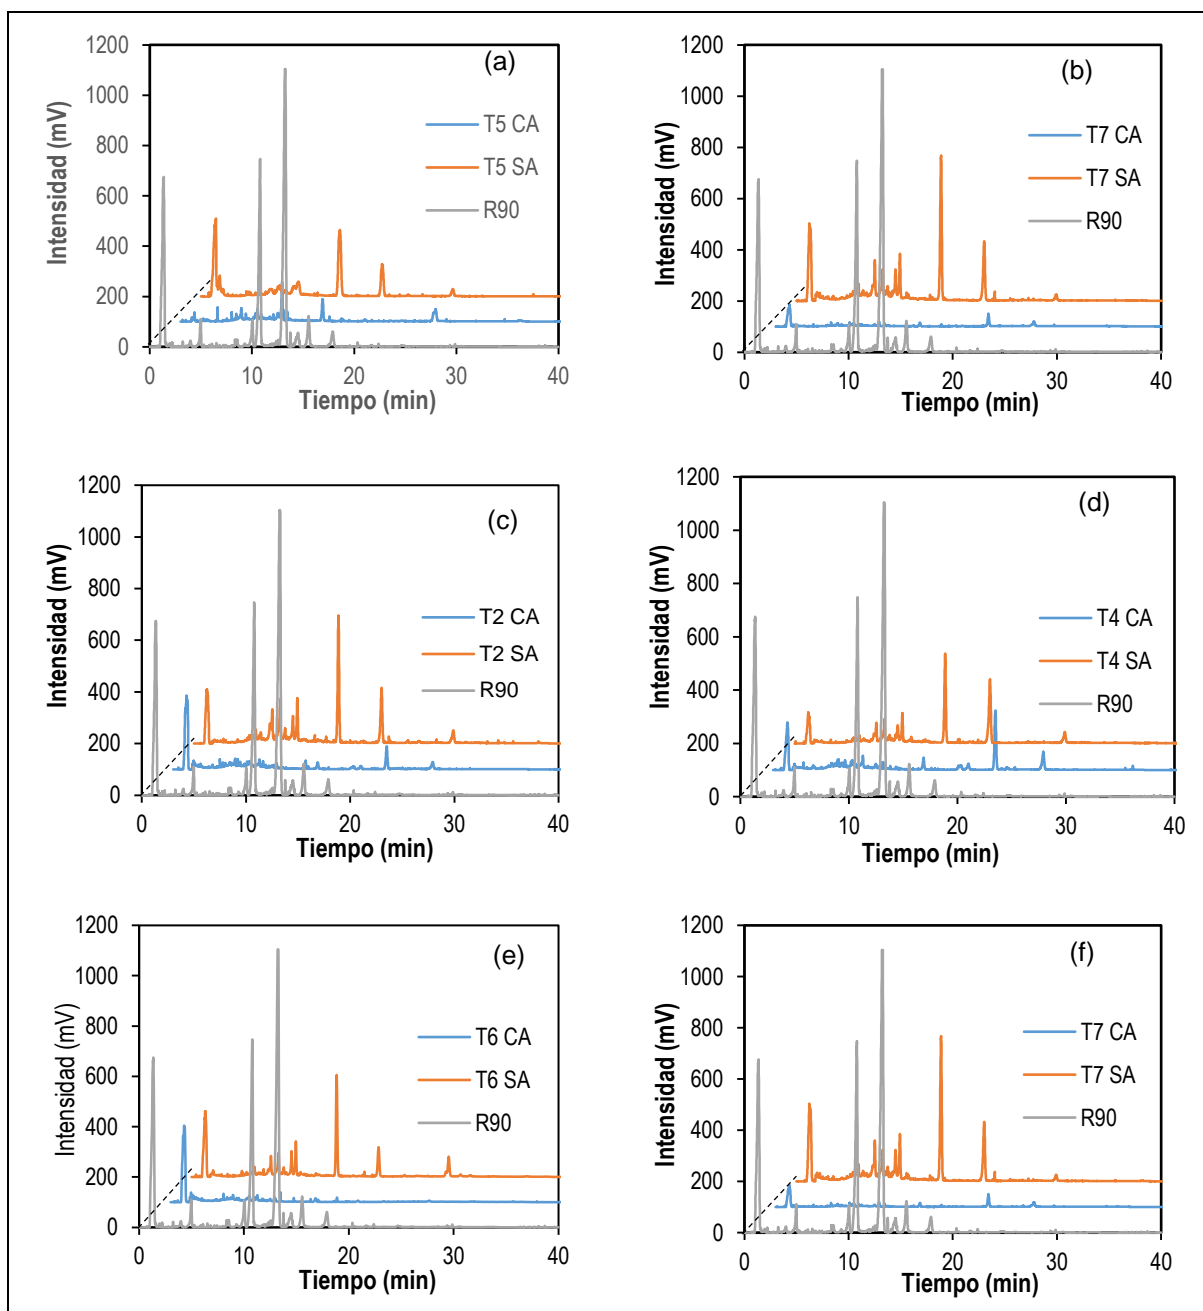 (a)
Intensidad (mV)
1200
1000
800
600
400
200
0
T5 CA
T5 SA
R90
0 10 20 30 40
Tiempo (min)
(b)
Intensidad (mV)
1200
1000
800
600
400
200
0
T7 CA
T7 SA
R90
0 10 20 30 40
Tiempo (min)
(c)
Intensidad (mV)
1200
1000
800
600
400
200
0
T2 CA
T2 SA
R90
0 10 20 30 40
Tiempo (min)
(d)
Intensidad (mV)
1200
1000
800
600
400
200
0
T4 CA
T4 SA
R90
0 10 20 30 40
Tiempo (min)
(e)
Intensidad (mV)
1200
1000
800
600
400
200
0
T6 CA
T6 SA
R90
0 10 20 30 40
Tiempo (min)
(f)
Intensidad (mV)
1200
1000
800
600
400
200
0
T7 CA
T7 SA
R90
0 10 20 30 40
Tiempo (min)